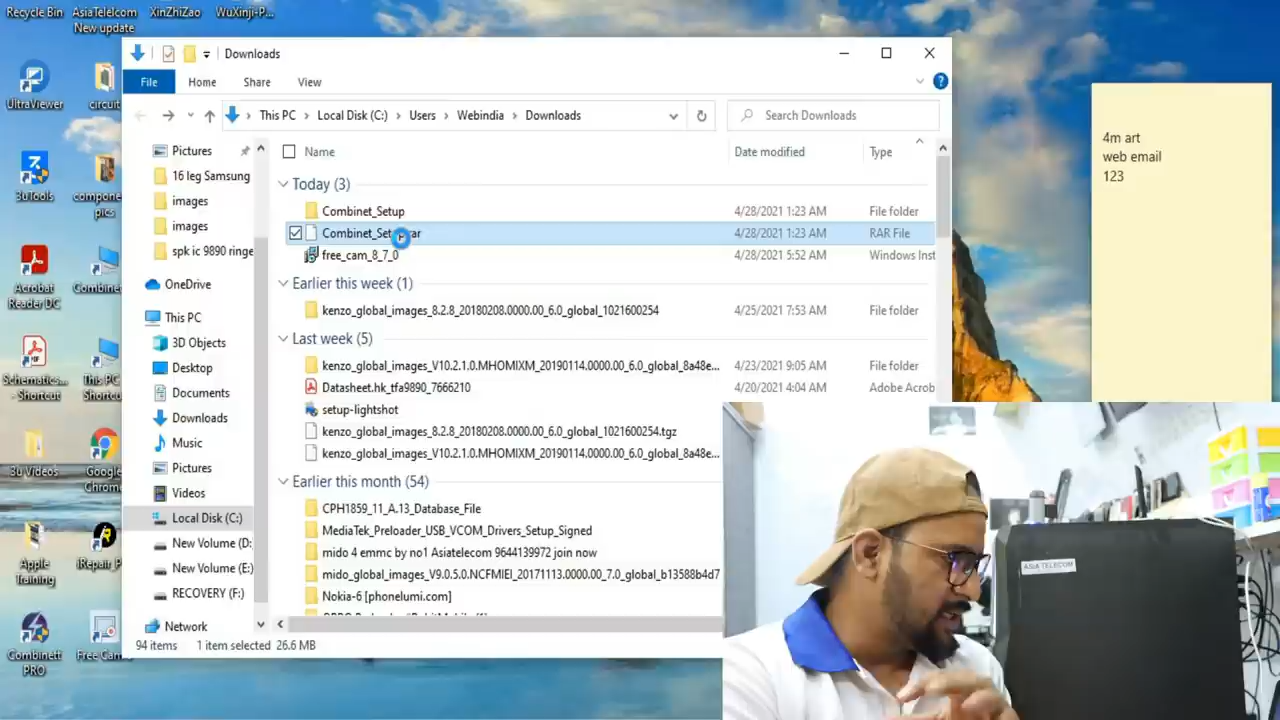 Recycle Bin
AsiaTelelcom
New update
XinZhiZao
WuXinji-P...
UltraViewer
circuit
3uTools
compone
pics
Acrobat
Reader DC
Combine
Schematics...
- Shortcut
This PC
Shortcu
3u Videos
Google
Chrome
Apple
Training
iRepair P
Combinett
PRO
Free Cam
Downloads
File
Home
Share
View
This PC
Local Disk (C:)
Users
Webindia
Downloads
Search Downloads
Name
Date modified
Type
Pictures
16 leg Samsung
images
images
spk ic 9890 ringe
OneDrive
This PC
3D Objects
Desktop
Documents
Downloads
Music
Pictures
Videos
Local Disk (C:)
New Volume (D:
New Volume (E:)
RECOVERY (F:)
Network
Today (3)
Combinet_Setup 4/28/2021 1:23 AM File folder
4/28/2021 1:23 AM RAR File
free_cam_8_7_0 4/28/2021 5:52 AM Windows Inst
Earlier this week (1)
kenzo_global_images_8.2.8_20180208.0000.00_6.0_global_1021600254 4/25/2021 7:53 AM File folder
Last week (5)
kenzo_global_images_V10.2.1.0.MHOMIXM_20190114.0000.00_6.0_global_8a48e... 4/23/2021 9:05 AM File folder
Datasheet.hk_tfa9890_7666210 4/20/2021 4:04 AM Adobe Acrob
setup-lightshot
kenzo_global_images_8.2.8_20180208.0000.00_6.0_global_1021600254.tgz
kenzo_global_images_V10.2.1.0.MHOMIXM_20190114.0000.00_6.0_global_8a48e...
Earlier this month (54)
CPH1859_11_A.13_Database_File
MediaTek_Preloader_USB_VCOM_Drivers_Setup_Signed
mido 4 emmc by no1 Asiatelecom 9644139972 join now
mido_global_images_V9.0.5.0.NCFMIEI_20171113.0000.00_7.0_global_b13588b4d7
Nokia-6 [phonelumi.com]
94 items 1 item selected 26.6 MB
4m art
web email
123
ASIA TELECOM